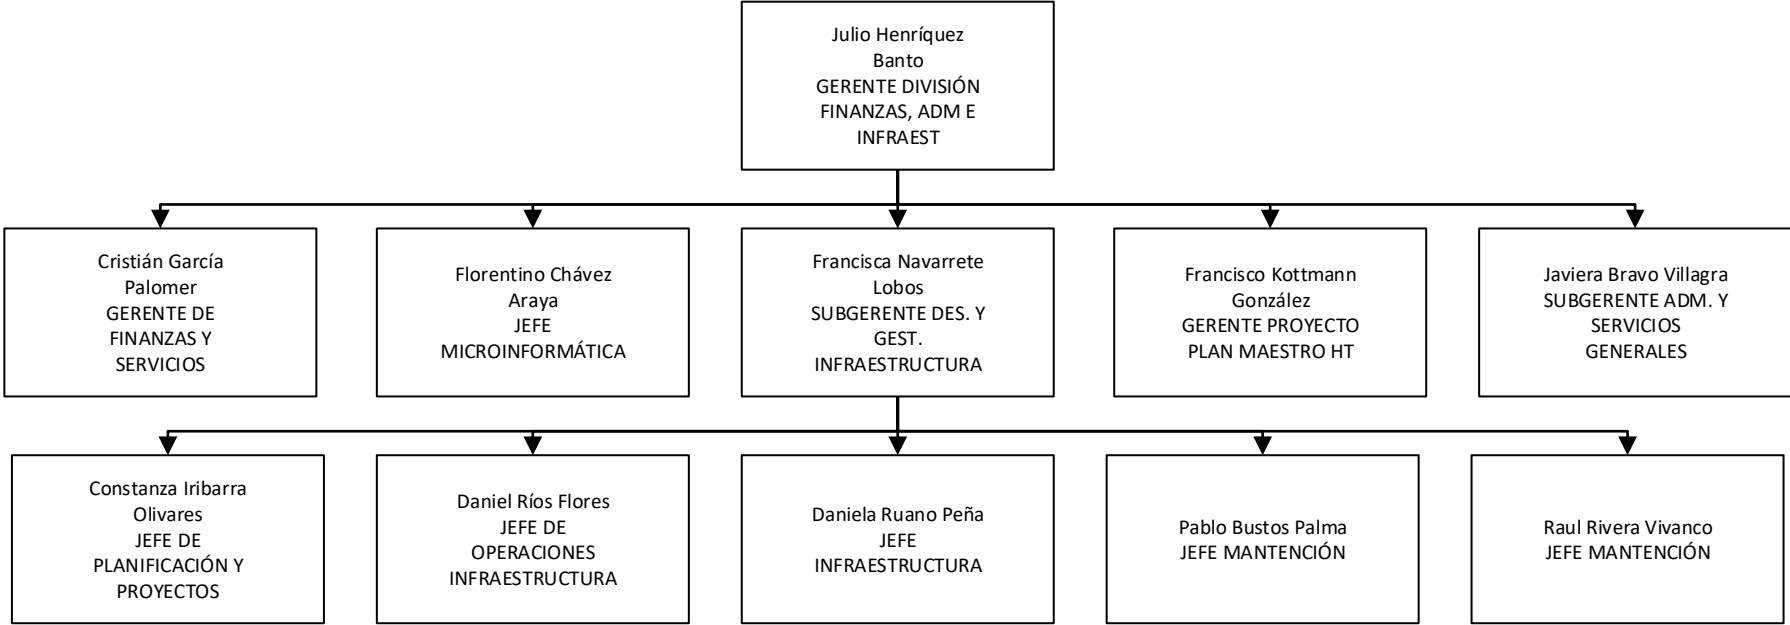 Julio Henríquez
Banto
GERENTE DIVISIÓN
FINANZAS, ADM E
INFRAEST
Cristián García
Palomer
GERENTE DE
FINANZAS Y
SERVICIOS
Florentino Chávez
Araya
JEFE
MICROINFORMÁTICA
Francisca Navarrete
Lobos
SUBGERENTE DES. Y
GEST.
INFRAESTRUCTURA
Francisco Kottmann
González
GERENTE PROYECTO
PLAN MAESTRO HT
Javiera Bravo Villagra
SUBGERENTE ADM. Y
SERVICIOS
GENERALES
Constanza Iribarra
Olivares
JEFE DE
PLANIFICACIÓN Y
PROYECTOS
Daniel Ríos Flores
JEFE DE
OPERACIONES
INFRAESTRUCTURA
Daniela Ruano Peña
JEFE
INFRAESTRUCTURA
Pablo Bustos Palma
JEFE MANTENCIÓN
Raul Rivera Vivanco
JEFE MANTENCIÓN